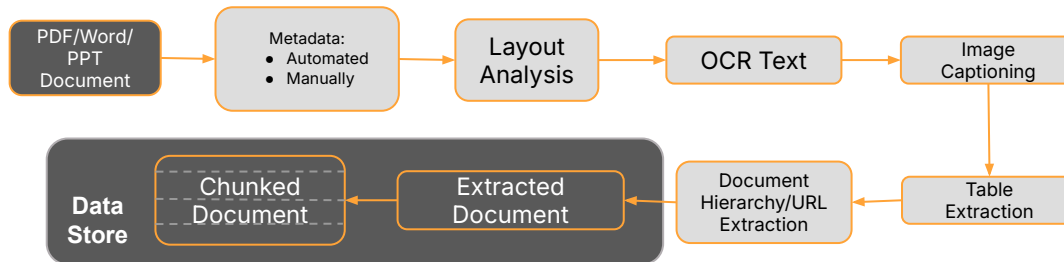 PDF/Word/
PPT
Document
Metadata:
● Automated
● Manually
Layout
Analysis
OCR Text
Image
Captioning
Table
Extraction
Document
Hierarchy/URL
Extraction
Extracted
Document
Chunked
Document
Data
Store